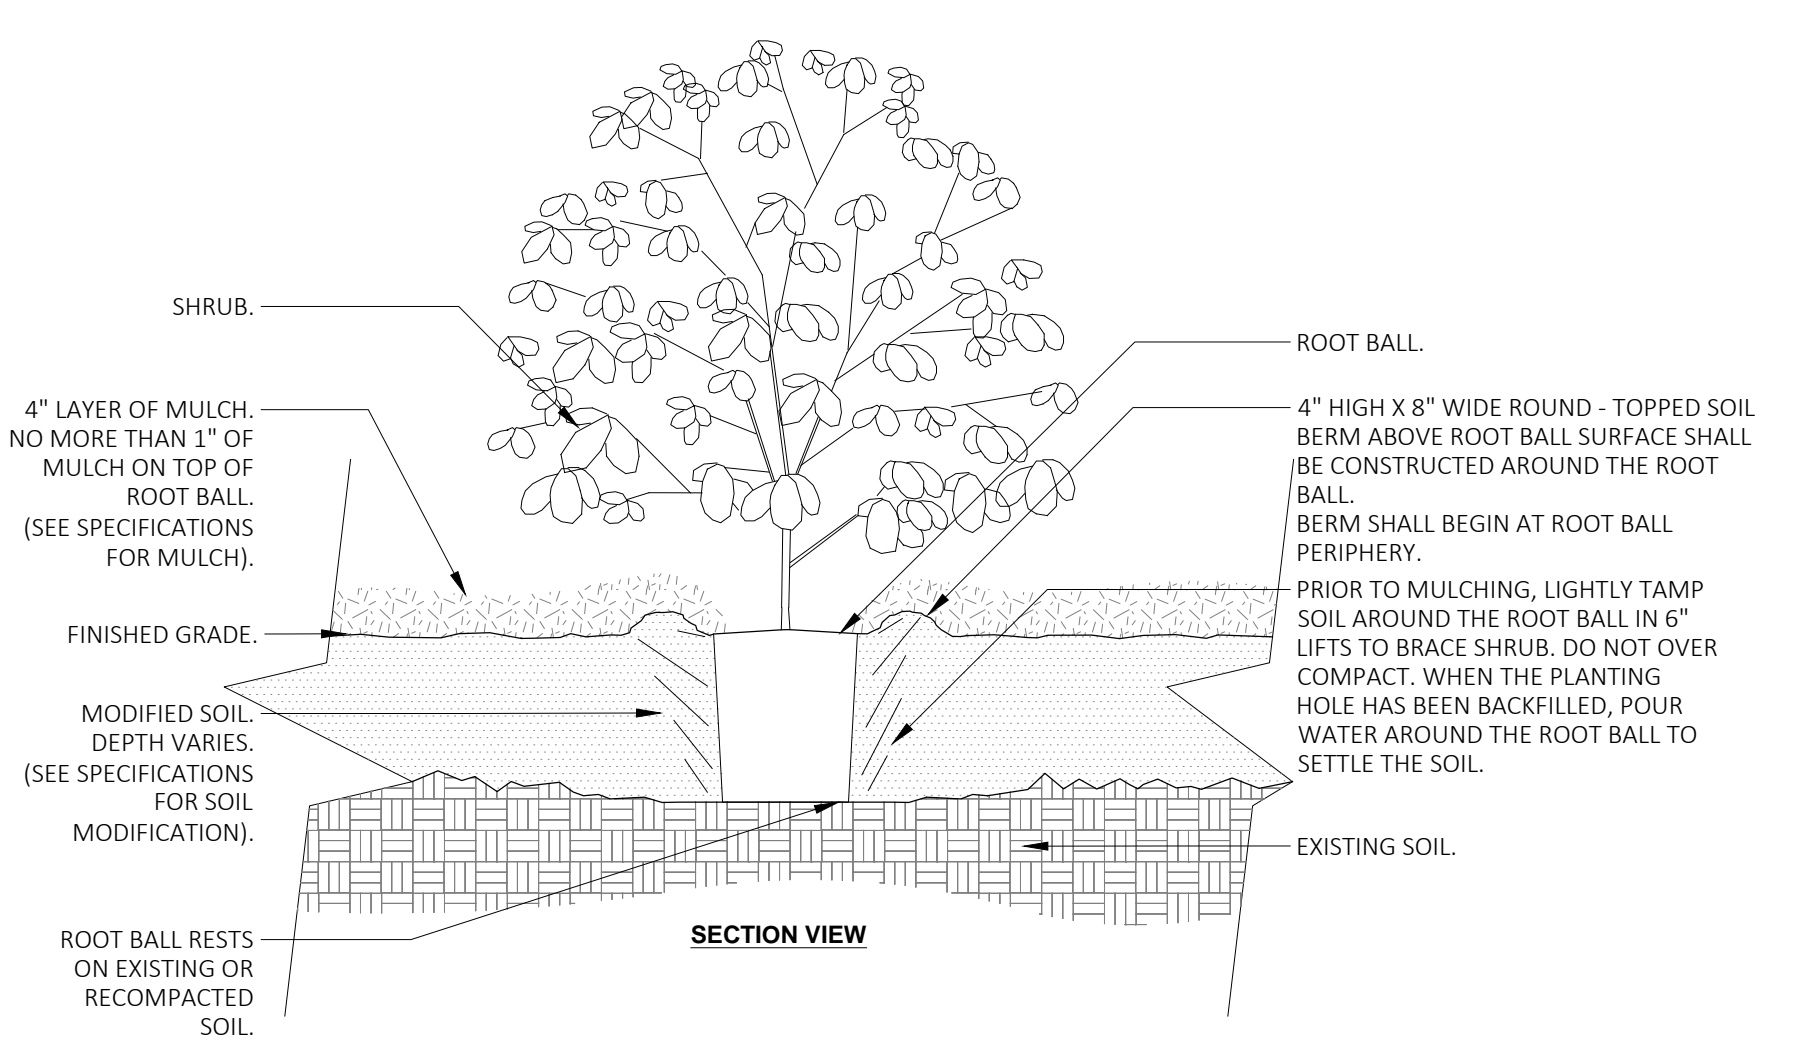 SHRUB.
4" LAYER OF MULCH.
NO MORE THAN 1" OF
MULCH ON TOP OF
ROOT BALL.
(SEE SPECIFICATIONS
FOR MULCH).
FINISHED GRADE.
MODIFIED SOIL.
DEPTH VARIES.
(SEE SPECIFICATIONS
FOR SOIL
MODIFICATION).
ROOT BALL RESTS
ON EXISTING OR
RECOMPACTED
SOIL.
ROOT BALL.
4" HIGH X 8" WIDE ROUND - TOPPED SOIL
BERM ABOVE ROOT BALL SURFACE SHALL
BE CONSTRUCTED AROUND THE ROOT
BALL.
BERM SHALL BEGIN AT ROOT BALL
PERIPHERY.
PRIOR TO MULCHING, LIGHTLY TAMP
SOIL AROUND THE ROOT BALL IN 6"
LIFTS TO BRACE SHRUB. DO NOT OVER
COMPACT. WHEN THE PLANTING
HOLE HAS BEEN BACKFILLED, POUR
WATER AROUND THE ROOT BALL TO
SETTLE THE SOIL.
EXISTING SOIL.
SECTION VIEW